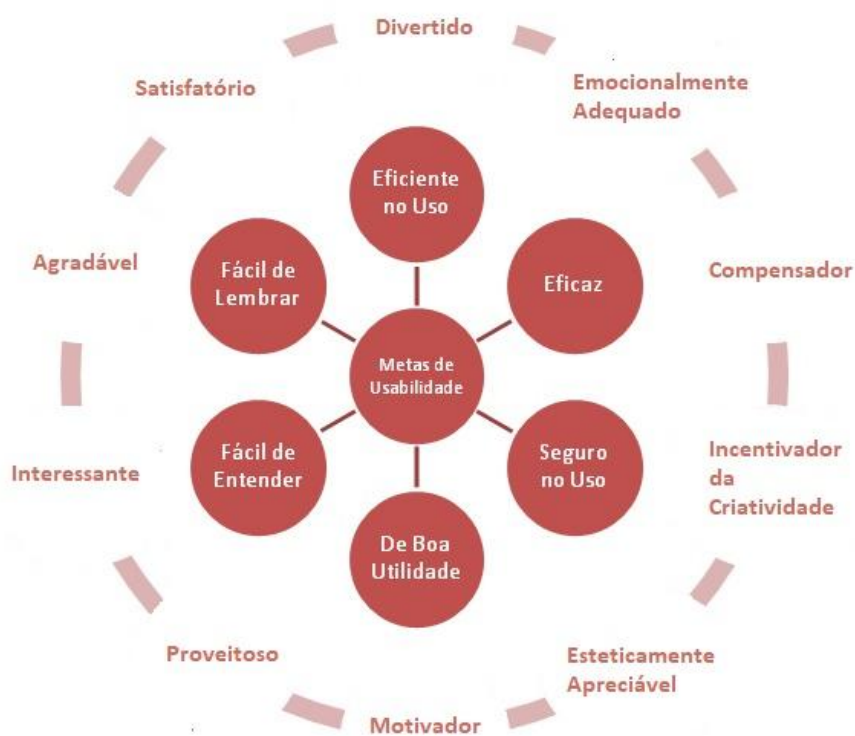 Divertido
Satisfatório
Emocionalmente
Adequado
Eficiente
no Uso
Agradável
Fácil de
Lembrar
Eficaz
Compensador
Metas de
Usabilidade
Interessante
Fácil de
Entender
Seguro
no Uso
Incentivador
da
Criatividade
De Boa
Utilidade
Proveitoso
Esteticamente
Apreciável
Motivador